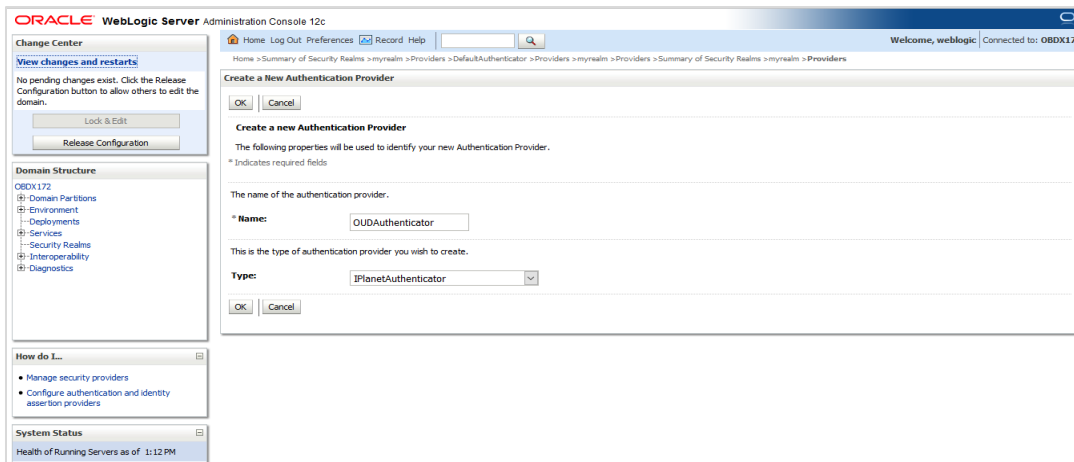 ORACLE WebLogic Server Administration Console 12c
Change Center
View changes and restarts
No pending changes exist. Click the Release
Configuration button to allow others to edit the
domain.
Lock & Edit
Release Configuration
Domain Structure
OBDX172
Domain Partitions
Environment
Deployments
Services
Security Realms
Interoperability
Diagnostics
How do I...
Manage security providers
Configure authentication and identity
assertion providers
System Status
Health of Running Servers as of 1:12 PM
Home Log Out Preferences Record Help
Welcome, weblogic Connected to: OBDX17
Home >Summary of Security Realms >myrealm >Providers >DefaultAuthenticator >Providers >myrealm >Providers >Summary of Security Realms >myrealm >Providers
Create a New Authentication Provider
OK Cancel
Create a new Authentication Provider
The following properties will be used to identify your new Authentication Provider.
* Indicates required fields
The name of the authentication provider.
* Name: OUDAuthenticator
This is the type of authentication provider you wish to create.
Type: IPlanetAuthenticator
OK Cancel